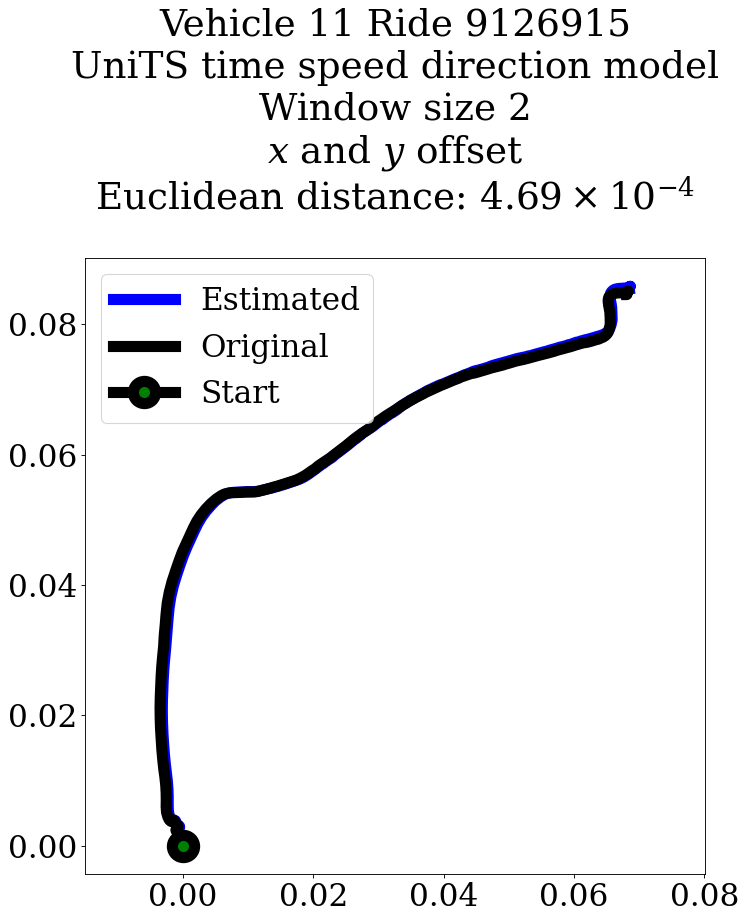 Vehicle 11 Ride 9126915
UniTS time speed direction model
Window size 2
x and y offset
Euclidean distance: 4.69 × 10⁻⁴
Estimated
Original
Start
0.08
0.06
0.04
0.02
0.00
0.00 0.02 0.04 0.06 0.08